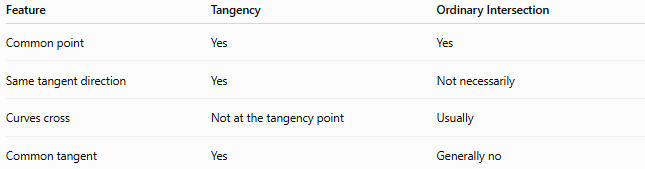 Feature Tangency Ordinary Intersection
Common point Yes Yes
Same tangent direction Yes Not necessarily
Curves cross Not at the tangency point Usually
Common tangent Yes Generally no